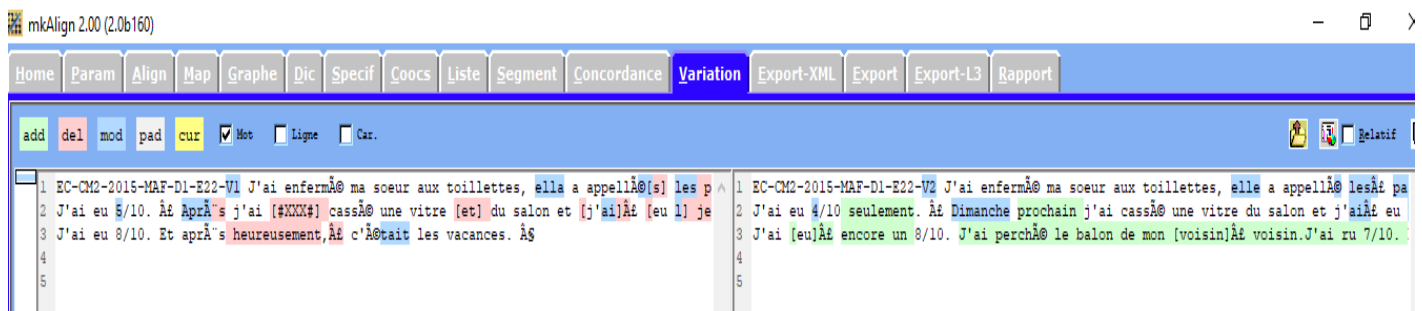 mkAlign 2.00 (2.0b160)
Home Param Align Map Graphe Dic Specif Coocs Liste Segment Concordance Variation Export-XML Export Export-L3 Rapport
add del mod pad cur Mot Ligne Car. Relatif
1 EC-CM2-2015-MAF-D1-E22-V1 J'ai enfermÃ© ma soeur aux toillettes, ella a appellÃ©[s] les p
2 J'ai eu 5/10. Â£ AprÃ¨s j'ai [#XXX#] cassÃ© une vitre [et] du salon et [j'ai]Â£ [eu l] je
3 J'ai eu 8/10. Et aprÃ¨s heureusement,Â£ c'Ã©tait les vacances. Â§
4
5
1 EC-CM2-2015-MAF-D1-E22-V2 J'ai enfermÃ© ma soeur aux toillettes, elle a appellÃ© lesÂ£ pa
2 J'ai eu 4/10 seulement. Â£ Dimanche prochain j'ai cassÃ© une vitre du salon et j'aiÂ£ eu
3 J'ai [eu]Â£ encore un 8/10. J'ai perchÃ© le balon de mon [voisin]Â£ voisin.J'ai ru 7/10.
4
5